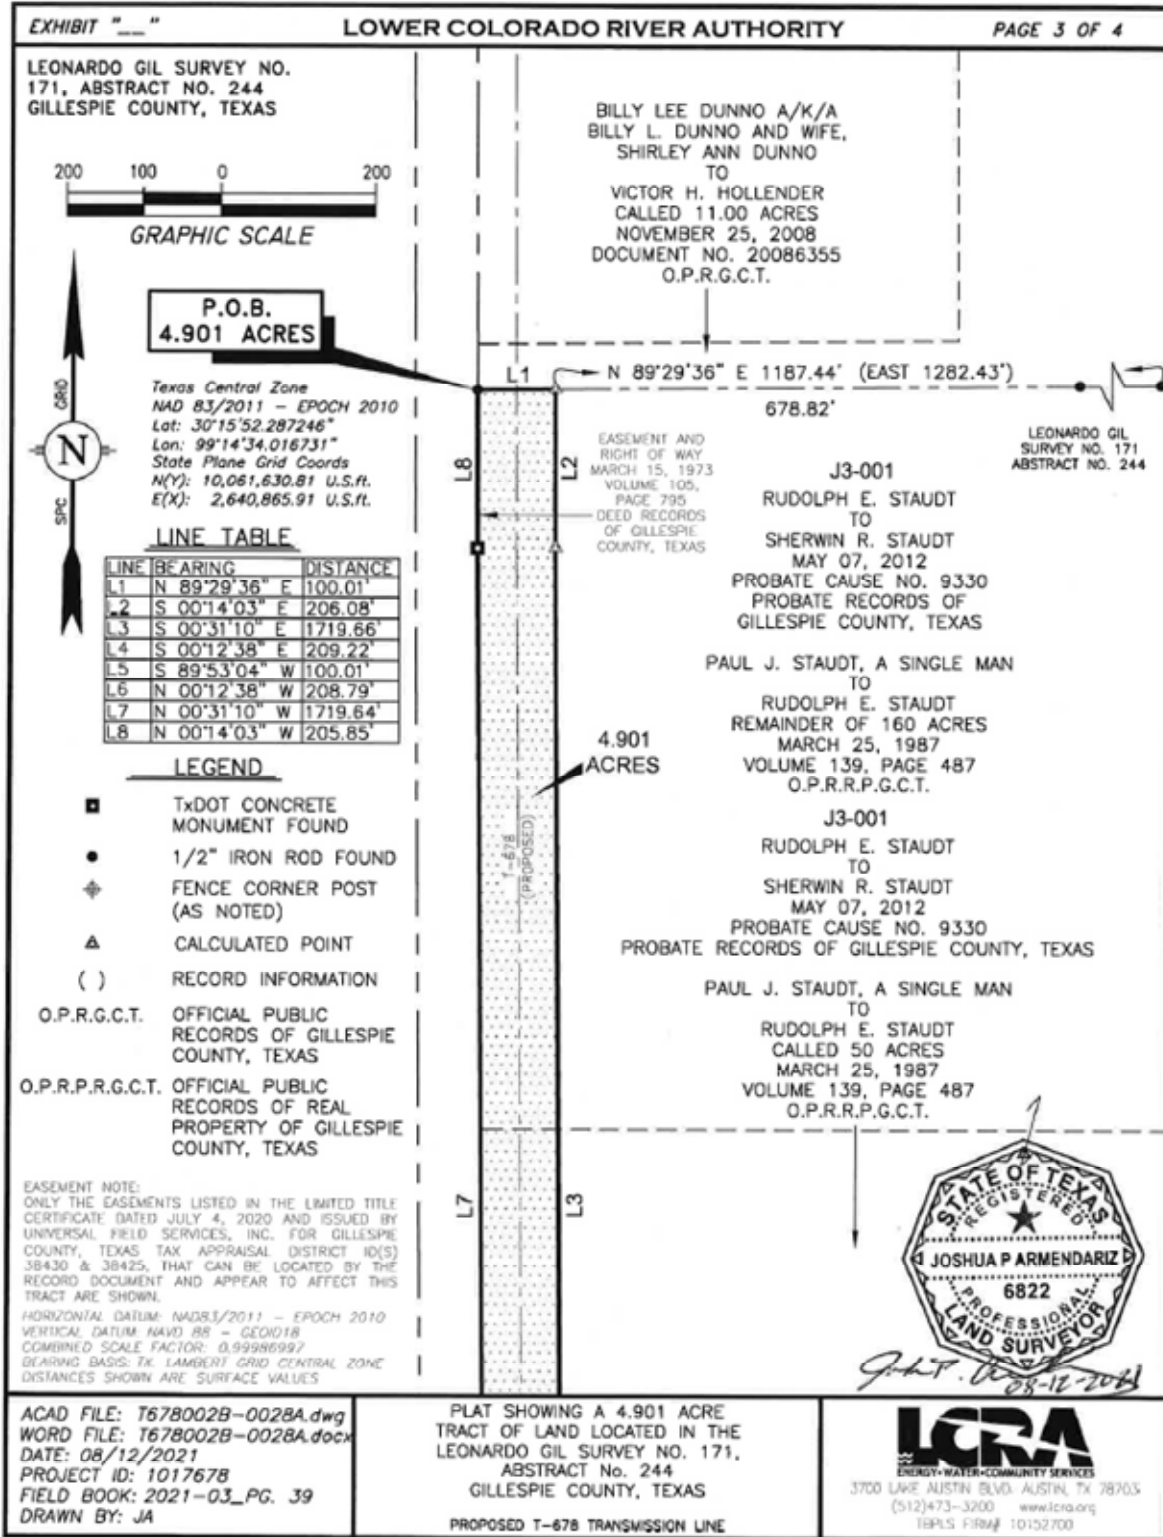 EXHIBIT "__"
LOWER COLORADO RIVER AUTHORITY
PAGE 3 OF 4
LEONARDO GIL SURVEY NO.
171, ABSTRACT NO. 244
GILLESPIE COUNTY, TEXAS
200 100 0 200
GRAPHIC SCALE
BILLY LEE DUNNO A/K/A
BILLY L. DUNNO AND WIFE,
SHIRLEY ANN DUNNO
TO
VICTOR H. HOLLENDER
CALLED 11.00 ACRES
NOVEMBER 25, 2008
DOCUMENT NO. 20086355
O.P.R.G.C.T.
P.O.B.
4.901 ACRES
GRID
N
SPC
Texas Central Zone
NAD 83/2011 – EPOCH 2010
Lat: 30°15'52.287246"
Lon: 99°14'34.016731"
State Plane Grid Coords
N(Y): 10,061,630.81 U.S.ft.
E(X): 2,640,865.91 U.S.ft.
L1
N 89°29'36" E 1187.44' (EAST 1282.43')
678.82'
LEONARDO GIL
SURVEY NO. 171
ABSTRACT NO. 244
L8
L2
EASEMENT AND
RIGHT OF WAY
MARCH 15, 1973
VOLUME 105,
PAGE 795
DEED RECORDS
OF GILLESPIE
COUNTY, TEXAS
LINE TABLE
LINE BEARING DISTANCE
L1 N 89°29'36" E 100.01'
L2 S 00°14'03" E 206.08'
L3 S 00°31'10" E 1719.66'
L4 S 00°12'38" E 209.22'
L5 S 89°53'04" W 100.01'
L6 N 00°12'38" W 208.79'
L7 N 00°31'10" W 1719.64'
L8 N 00°14'03" W 205.85'
J3-001
RUDOLPH E. STAUDT
TO
SHERWIN R. STAUDT
MAY 07, 2012
PROBATE CAUSE NO. 9330
PROBATE RECORDS OF
GILLESPIE COUNTY, TEXAS
PAUL J. STAUDT, A SINGLE MAN
TO
RUDOLPH E. STAUDT
REMAINDER OF 160 ACRES
MARCH 25, 1987
VOLUME 139, PAGE 487
O.P.R.R.P.G.C.T.
4.901
ACRES
T-678
(PROPOSED)
J3-001
RUDOLPH E. STAUDT
TO
SHERWIN R. STAUDT
MAY 07, 2012
PROBATE CAUSE NO. 9330
PROBATE RECORDS OF GILLESPIE COUNTY, TEXAS
PAUL J. STAUDT, A SINGLE MAN
TO
RUDOLPH E. STAUDT
CALLED 50 ACRES
MARCH 25, 1987
VOLUME 139, PAGE 487
O.P.R.R.P.G.C.T.
LEGEND
TxDOT CONCRETE
MONUMENT FOUND
1/2" IRON ROD FOUND
FENCE CORNER POST
(AS NOTED)
CALCULATED POINT
( ) RECORD INFORMATION
O.P.R.G.C.T. OFFICIAL PUBLIC
RECORDS OF GILLESPIE
COUNTY, TEXAS
O.P.R.P.R.G.C.T. OFFICIAL PUBLIC
RECORDS OF REAL
PROPERTY OF GILLESPIE
COUNTY, TEXAS
L7
L3
EASEMENT NOTE:
ONLY THE EASEMENTS LISTED IN THE LIMITED TITLE
CERTIFICATE DATED JULY 4, 2020 AND ISSUED BY
UNIVERSAL FIELD SERVICES, INC. FOR GILLESPIE
COUNTY, TEXAS TAX APPRAISAL DISTRICT ID(S)
38430 & 38425, THAT CAN BE LOCATED BY THE
RECORD DOCUMENT AND APPEAR TO AFFECT THIS
TRACT ARE SHOWN.
HORIZONTAL DATUM: NAD83/2011 – EPOCH 2010
VERTICAL DATUM: NAVD 88 – GEOID18
COMBINED SCALE FACTOR: 0.99986997
BEARING BASIS: TX. LAMBERT GRID CENTRAL ZONE
DISTANCES SHOWN ARE SURFACE VALUES
STATE OF TEXAS
REGISTERED
JOSHUA P ARMENDARIZ
6822
PROFESSIONAL
LAND SURVEYOR
08-12-2021
ACAD FILE: T678002B-0028A.dwg
WORD FILE: T678002B-0028A.docx
DATE: 08/12/2021
PROJECT ID: 1017678
FIELD BOOK: 2021-03_PG. 39
DRAWN BY: JA
PLAT SHOWING A 4.901 ACRE
TRACT OF LAND LOCATED IN THE
LEONARDO GIL SURVEY NO. 171,
ABSTRACT No. 244
GILLESPIE COUNTY, TEXAS
PROPOSED T-678 TRANSMISSION LINE
LCRA
ENERGY•WATER•COMMUNITY SERVICES
3700 LAKE AUSTIN BLVD. AUSTIN, TX 78703
(512)473-3200 www.lcra.org
TBPLS FIRM# 10152700